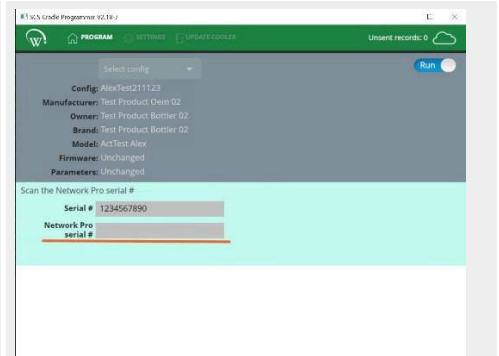 SCS Cradle Programmer V2.18-7
W PROGRAM SETTINGS UPDATE COOLER Unsent records: 0
Select config Run
Config: AlexTest211123
Manufacturer: Test Product Oem 02
Owner: Test Product Bottler 02
Brand: Test Product Bottler 02
Model: ActTest Alex
Firmware: Unchanged
Parameters: Unchanged
Scan the Network Pro serial #
Serial # 1234567890
Network Pro
serial #